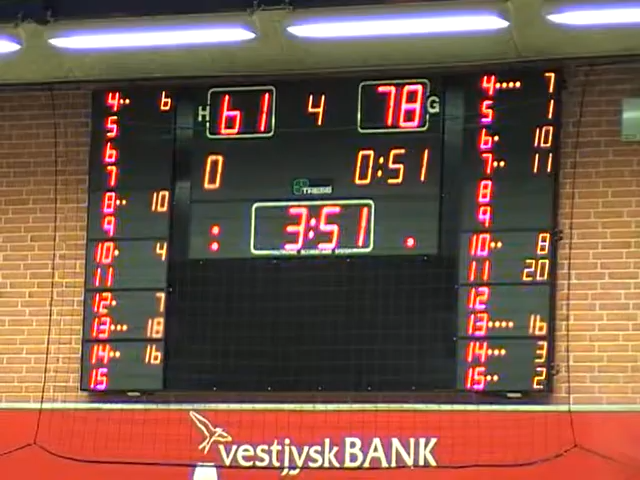 4·· 6 H 61 4 78 G 4···· 7
5 5 1
6 0 0:51 6· 10
7 7·· 11
8·· 10 8
9 : 3:51 . 9
10· 4 10·· 8
11 11 20
12· 7 12
13··· 18 13···· 16
14·· 16 14··· 3
15 15·· 2
vestjyskBANK